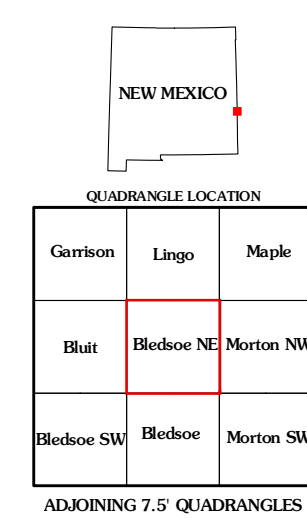 NEW MEXICO
QUADRANGLE LOCATION
Garrison Lingo Maple
Bluit Bledsoe NE Morton NW
Bledsoe SW Bledsoe Morton SW
ADJOINING 7.5' QUADRANGLES